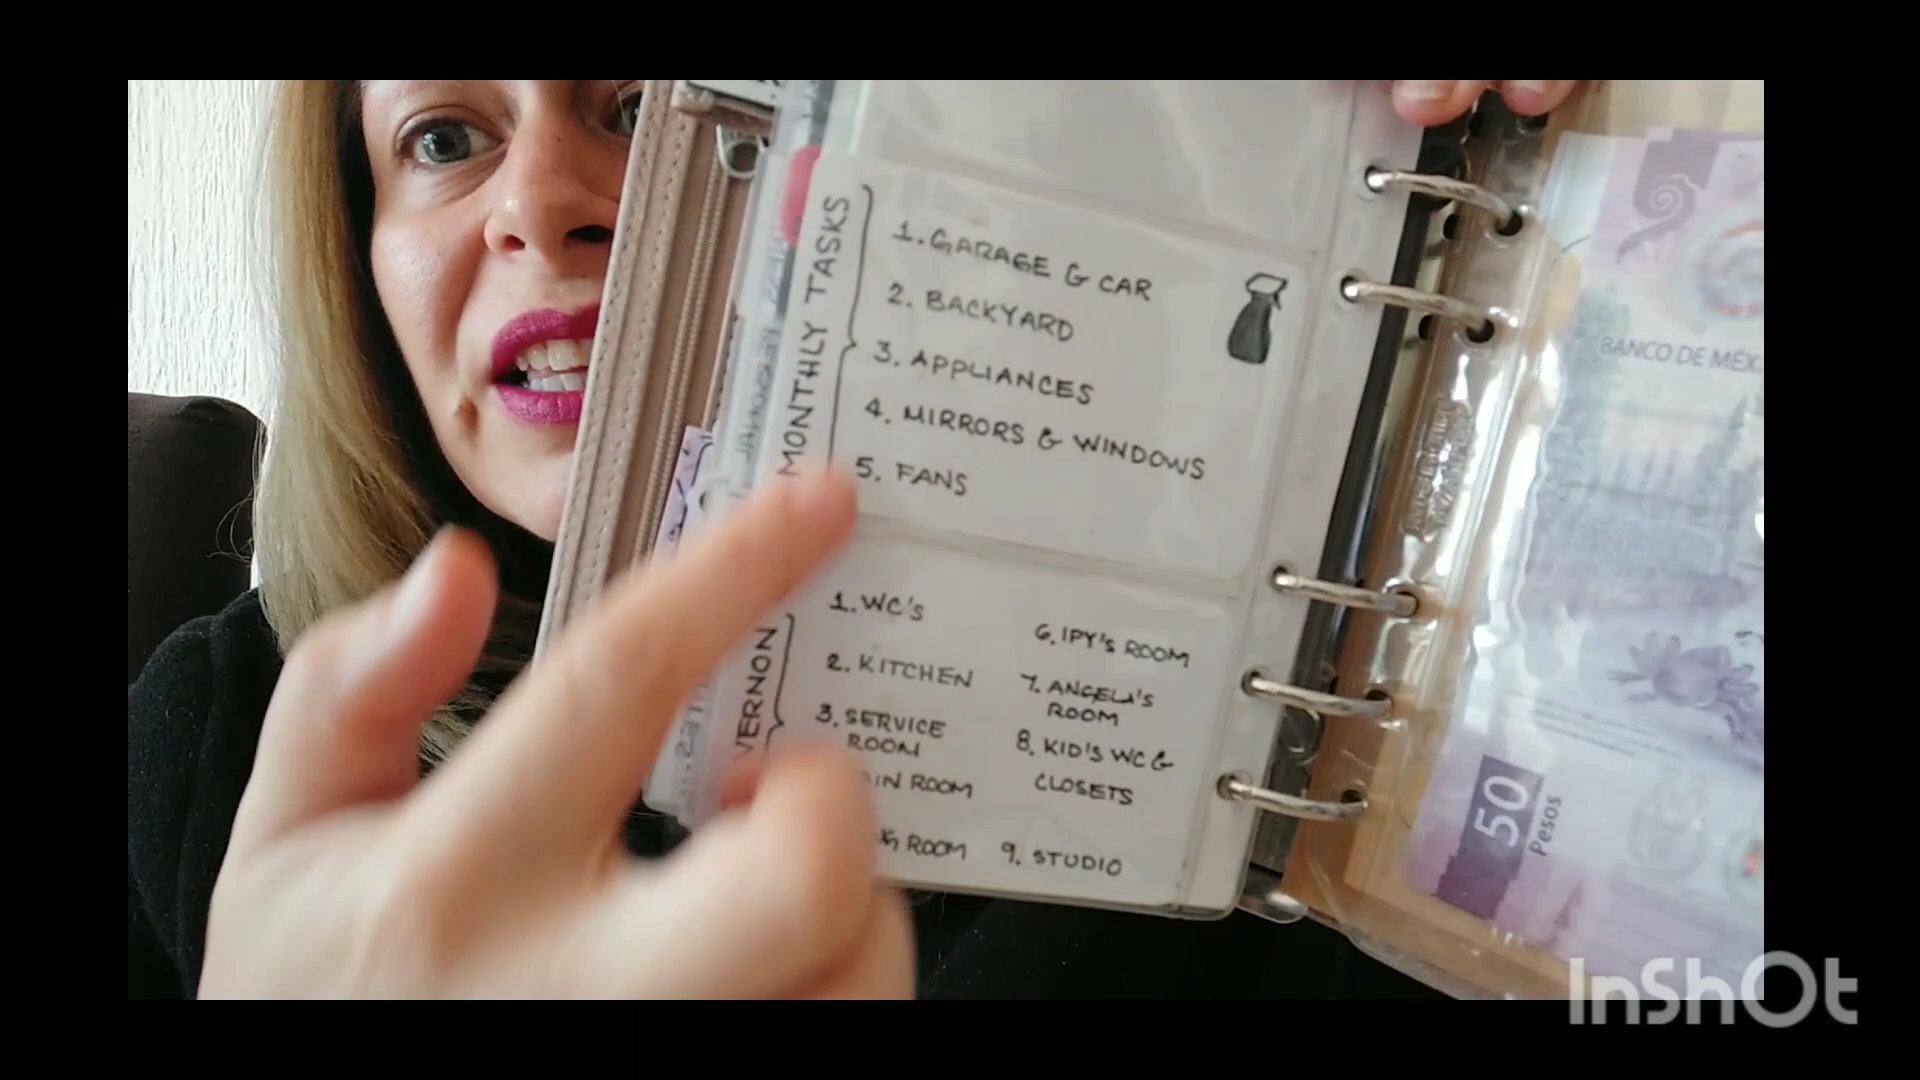 MONTHLY TASKS
1. GARAGE & CAR
2. BACKYARD
3. APPLIANCES
4. MIRRORS & WINDOWS
5. FANS
VERNON
1. WC'S
2. KITCHEN
3. SERVICE
ROOM
ROOM
ROOM
6. IPY'S ROOM
7. ANGELA'S
ROOM
8. KID'S WC &
CLOSETS
9. STUDIO
BANCO DE
50
Pesos
InShOt